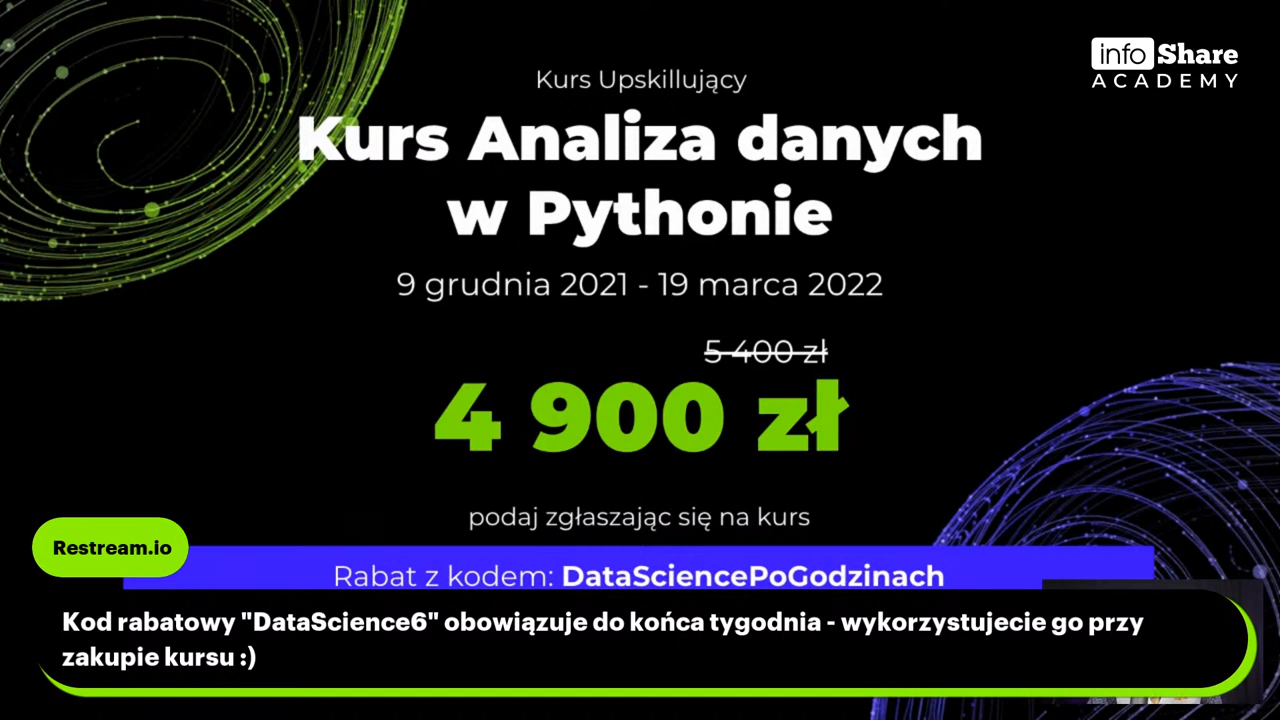 info Share
ACADEMY
Kurs Upskillujący
Kurs Analiza danych
w Pythonie
9 grudnia 2021 - 19 marca 2022
5 400 zł
4 900 zł
podaj zgłaszając się na kurs
Rabat z kodem: DataSciencePoGodzinach
Restream.io
Kod rabatowy "DataScience6" obowiązuje do końca tygodnia - wykorzystujecie go przy
zakupie kursu :)